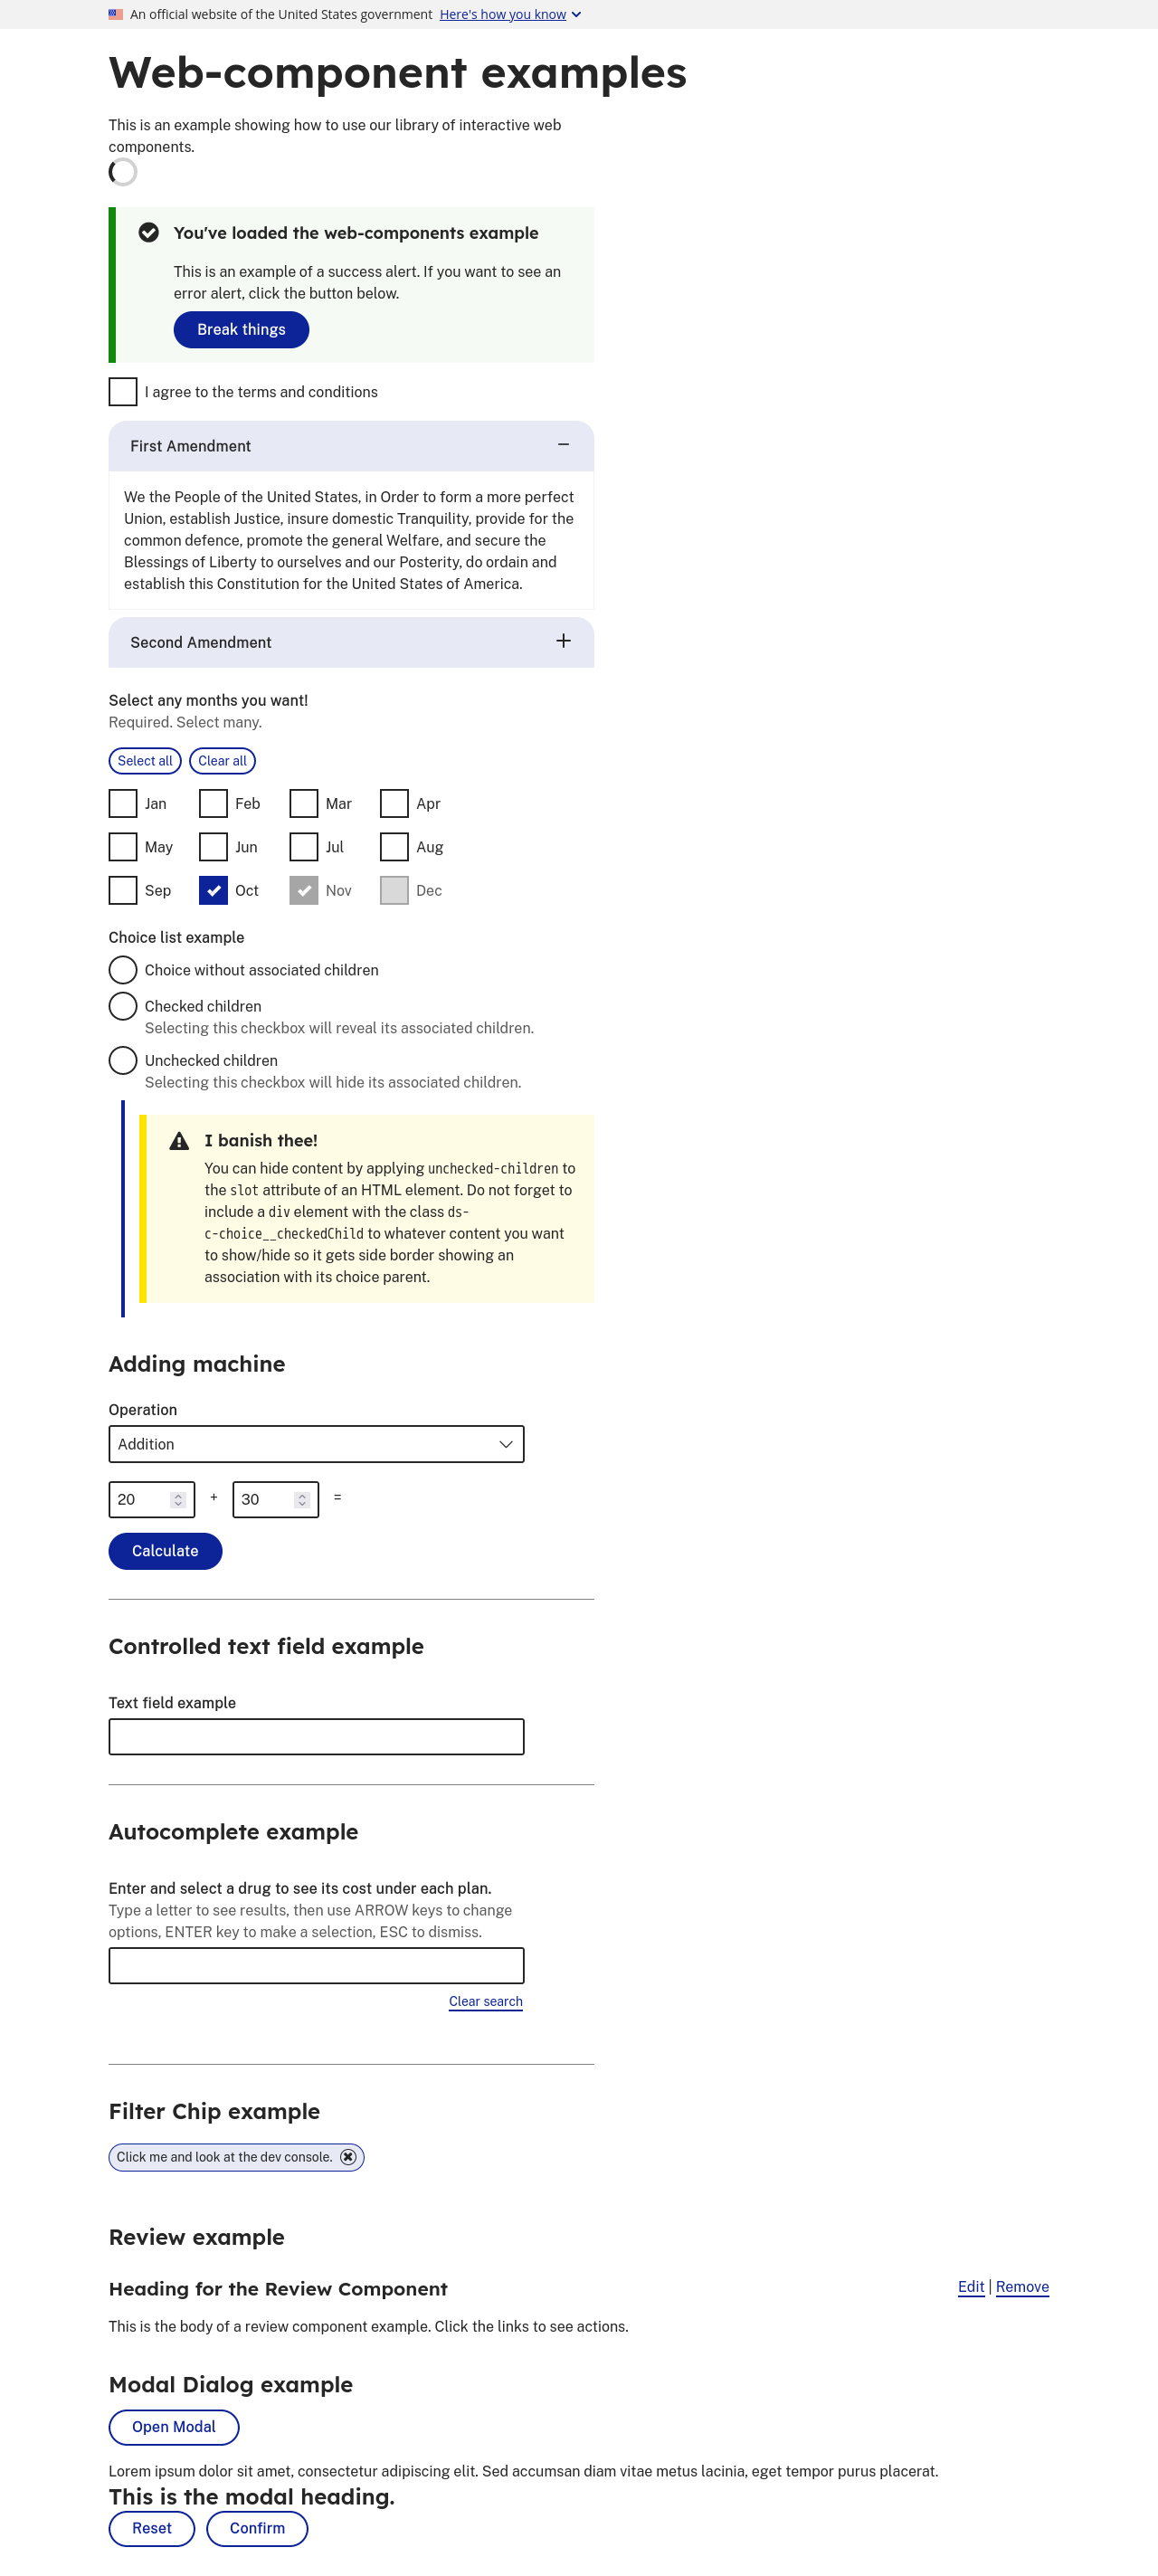 An official website of the United States government Here's how you know
Web-component examples
This is an example showing how to use our library of interactive web
components.
You've loaded the web-components example
This is an example of a success alert. If you want to see an
error alert, click the button below.
Break things
I agree to the terms and conditions
First Amendment
We the People of the United States, in Order to form a more perfect
Union, establish Justice, insure domestic Tranquility, provide for the
common defence, promote the general Welfare, and secure the
Blessings of Liberty to ourselves and our Posterity, do ordain and
establish this Constitution for the United States of America.
Second Amendment
Select any months you want!
Required. Select many.
Select all Clear all
Jan Feb Mar Apr
May Jun Jul Aug
Sep Oct Nov Dec
Choice list example
Choice without associated children
Checked children
Selecting this checkbox will reveal its associated children.
Unchecked children
Selecting this checkbox will hide its associated children.
I banish thee!
You can hide content by applying unchecked-children to
the slot attribute of an HTML element. Do not forget to
include a div element with the class ds-
c-choice__checkedChild to whatever content you want
to show/hide so it gets side border showing an
association with its choice parent.
Adding machine
Operation
Addition
20 + 30 =
Calculate
Controlled text field example
Text field example
Autocomplete example
Enter and select a drug to see its cost under each plan.
Type a letter to see results, then use ARROW keys to change
options, ENTER key to make a selection, ESC to dismiss.
Clear search
Filter Chip example
Click me and look at the dev console.
Review example
Heading for the Review Component Edit | Remove
This is the body of a review component example. Click the links to see actions.
Modal Dialog example
Open Modal
Lorem ipsum dolor sit amet, consectetur adipiscing elit. Sed accumsan diam vitae metus lacinia, eget tempor purus placerat.
This is the modal heading.
Reset Confirm